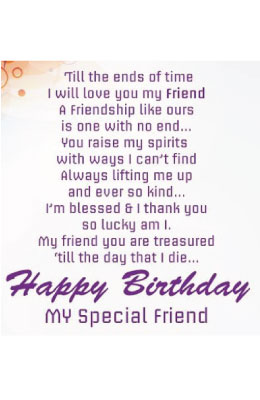 'Till the ends of time
I will love you my Friend
A Friendship like ours
is one with no end...
You raise my spirits
with ways I can't find
Always lifting me up
and ever so kind...
I'm blessed & I thank you
so lucky am I.
My friend you are treasured
'till the day that I die...
Happy Birthday
MY Special Friend